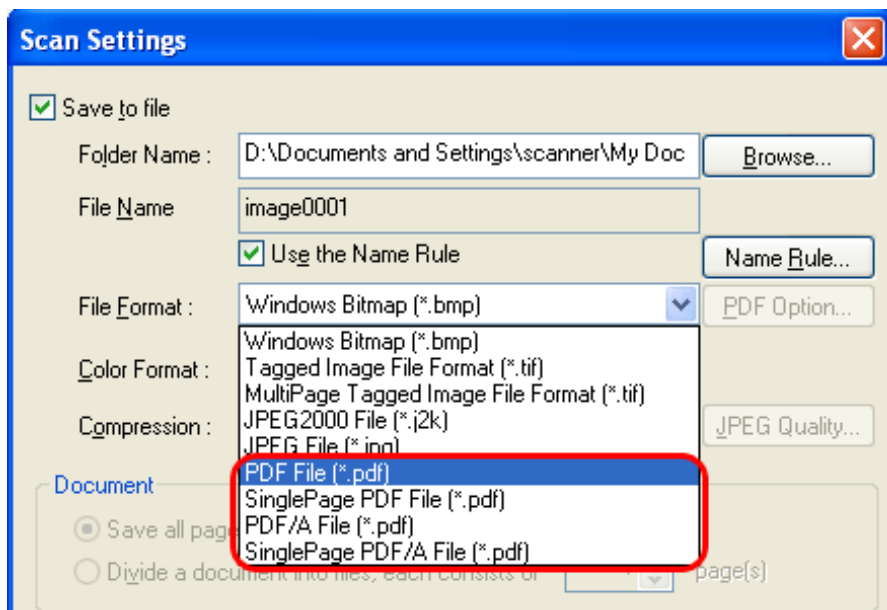 Scan Settings
Save to file
Folder Name : D:\Documents and Settings\scanner\My Doc Browse...
File Name image0001
Use the Name Rule Name Rule...
File Format : Windows Bitmap (*.bmp) PDF Option...
Windows Bitmap (*.bmp)
Color Format : Tagged Image File Format (*.tif)
MultiPage Tagged Image File Format (*.tif)
Compression : JPEG2000 File (*.j2k) JPEG Quality...
JPEG File (*.jpg)
PDF File (*.pdf)
Document
SinglePage PDF File (*.pdf)
Save all PDF/A File (*.pdf)
SinglePage PDF/A File (*.pdf)
Divide a document into files, each consists of page(s)